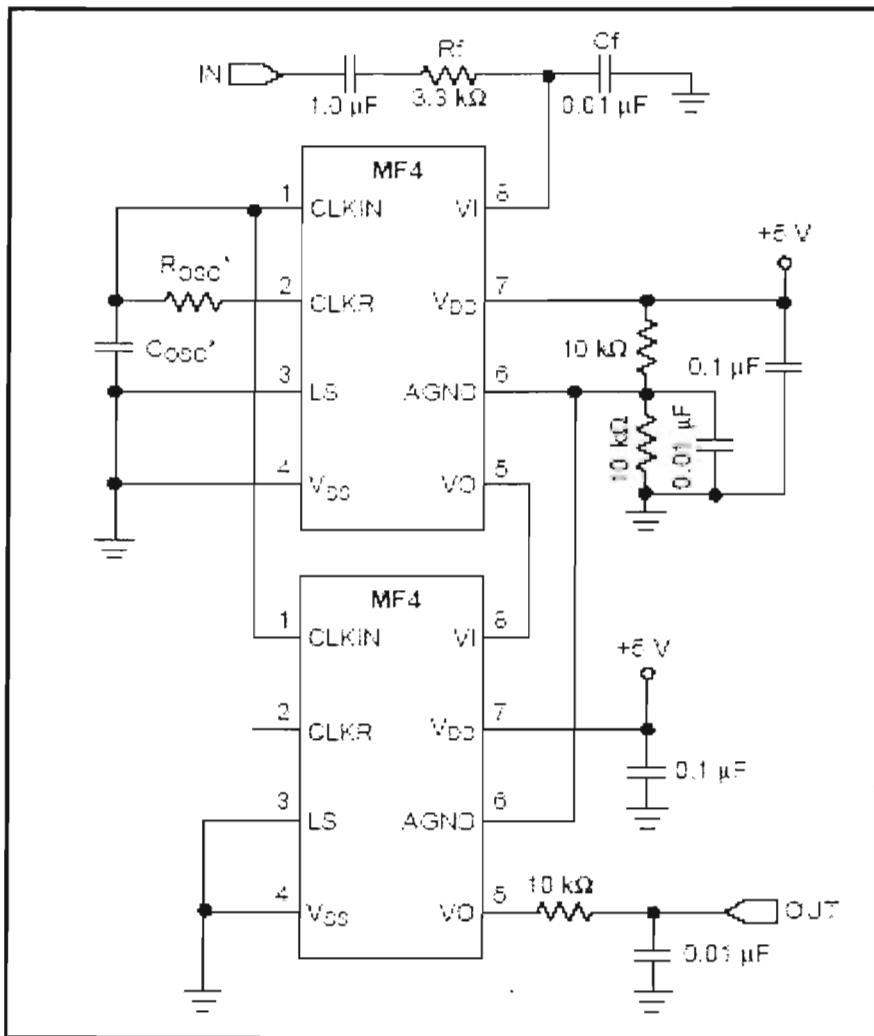 IN
1.0 µF
Rf
3.3 kΩ
Cf
0.01 µF
MF4
1
CLKIN
VI
8
ROSC'
2
CLKR
VDD
7
+5 V
COSC'
10 kΩ
0.1 µF
3
LS
AGND
6
10 kΩ
0.01 µF
4
VSS
VO
5
MF4
1
CLKIN
VI
8
+5 V
2
CLKR
VDD
7
0.1 µF
3
LS
AGND
6
4
VSS
VO
5
10 kΩ
OUT
0.01 µF